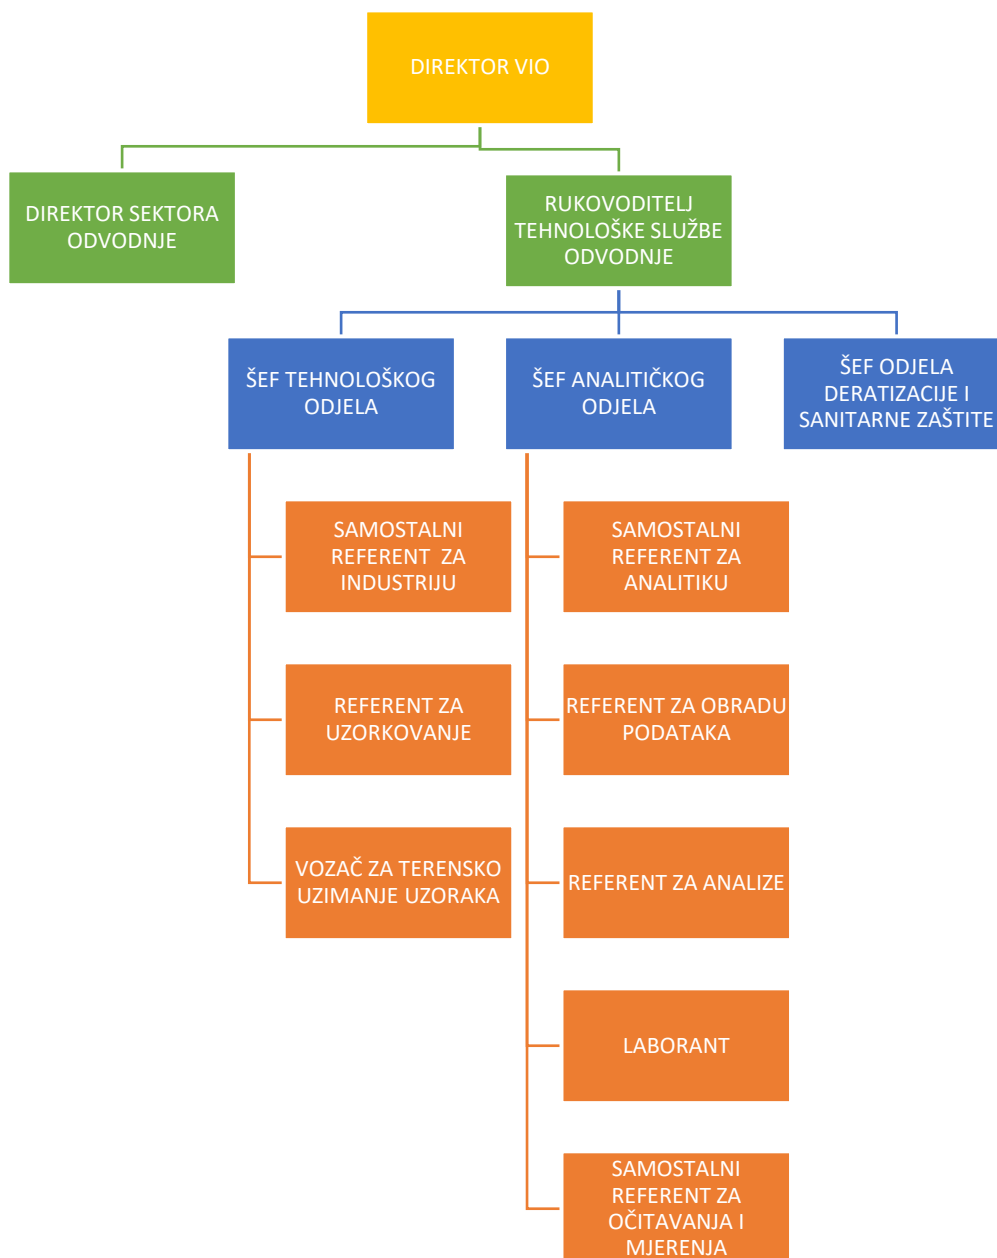 DIREKTOR VIO
DIREKTOR SEKTORA
ODVODNJE
RUKOVODITELJ
TEHNOLOŠKE SLUŽBE
ODVODNJE
ŠEF TEHNOLOŠKOG
ODJELA
ŠEF ANALITIČKOG
ODJELA
ŠEF ODJELA
DERATIZACIJE I
SANITARNE ZAŠTITE
SAMOSTALNI
REFERENT ZA
INDUSTRIJU
SAMOSTALNI
REFERENT ZA
ANALITIKU
REFERENT ZA
UZORKOVANJE
REFERENT ZA OBRADU
PODATAKA
VOZAČ ZA TERENSKO
UZIMANJE UZORAKA
REFERENT ZA ANALIZE
LABORANT
SAMOSTALNI
REFERENT ZA
OČITAVANJA I
MJERENJA